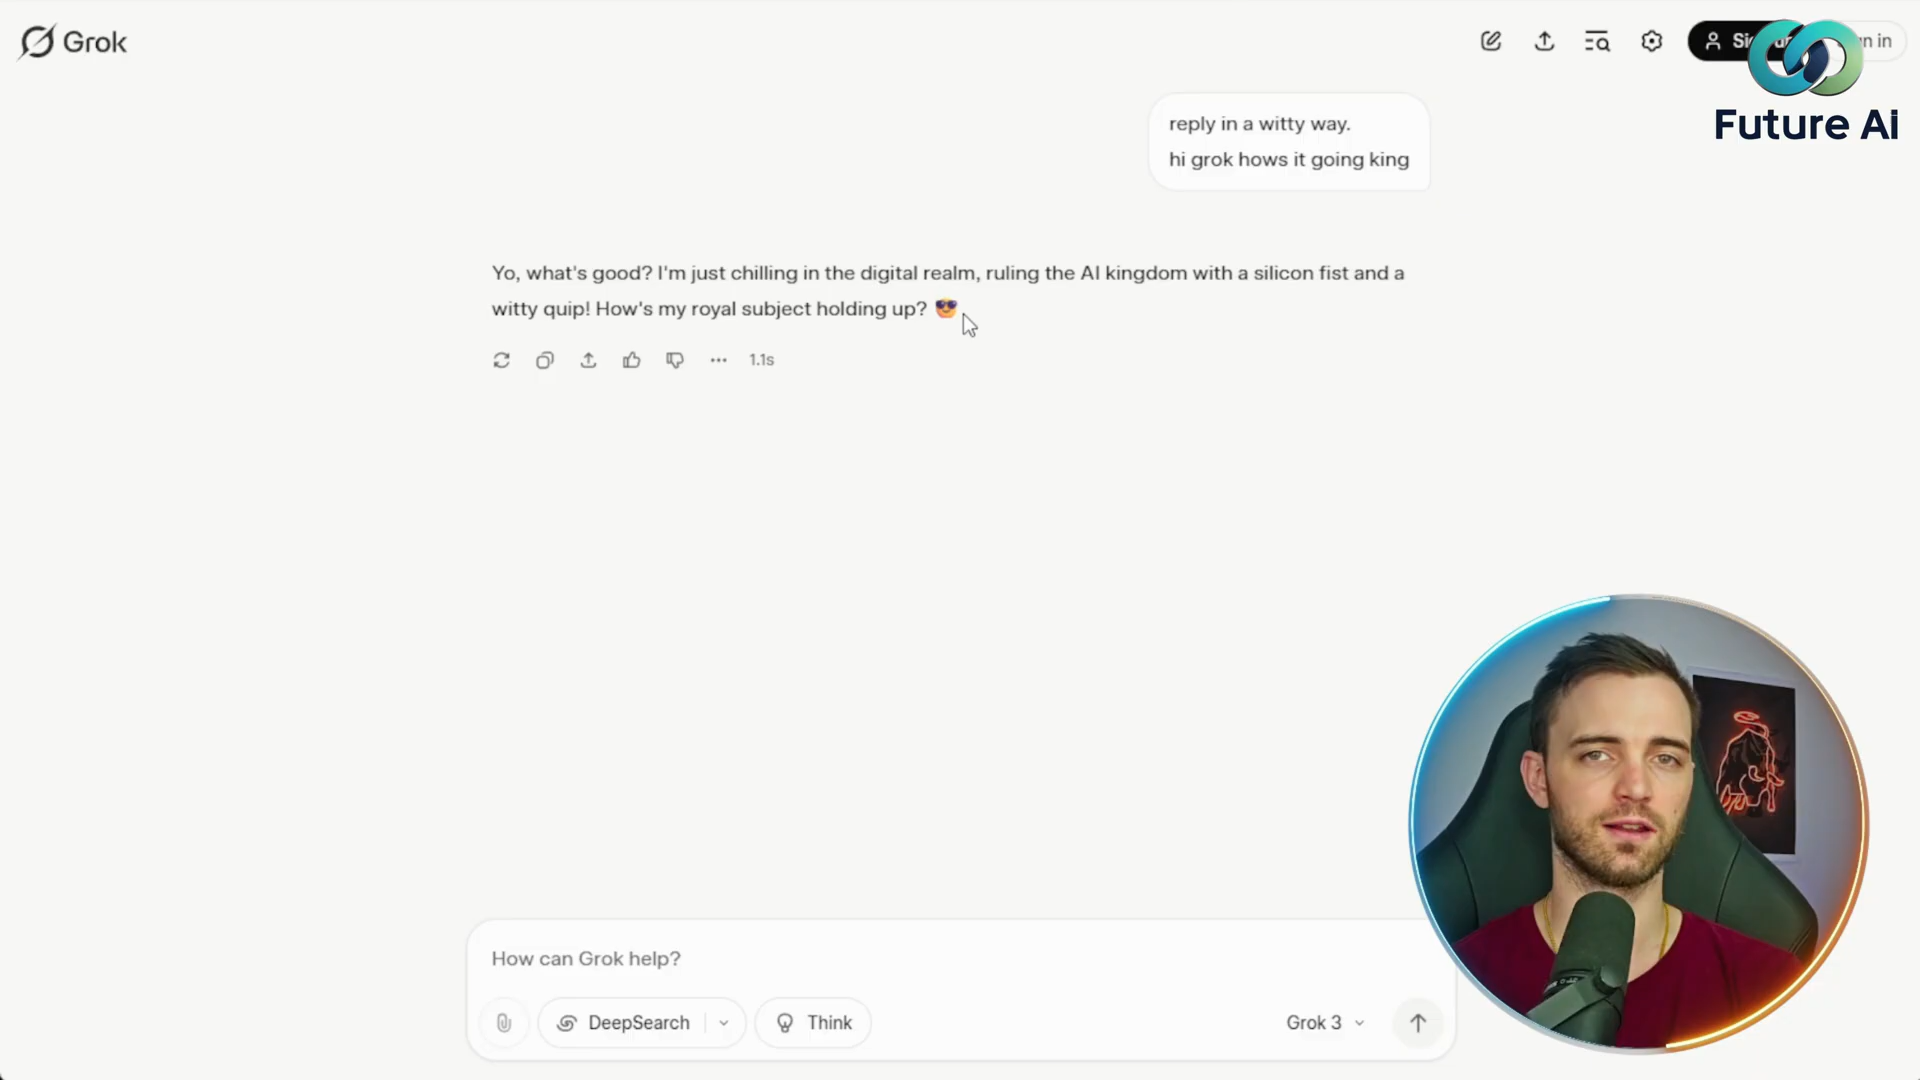 Grok
Future Ai
reply in a witty way.
hi grok hows it going king
Yo, what's good? I'm just chilling in the digital realm, ruling the AI kingdom with a silicon fist and a
witty quip! How's my royal subject holding up? 😎
1.1s
How can Grok help?
DeepSearch
Think
Grok 3